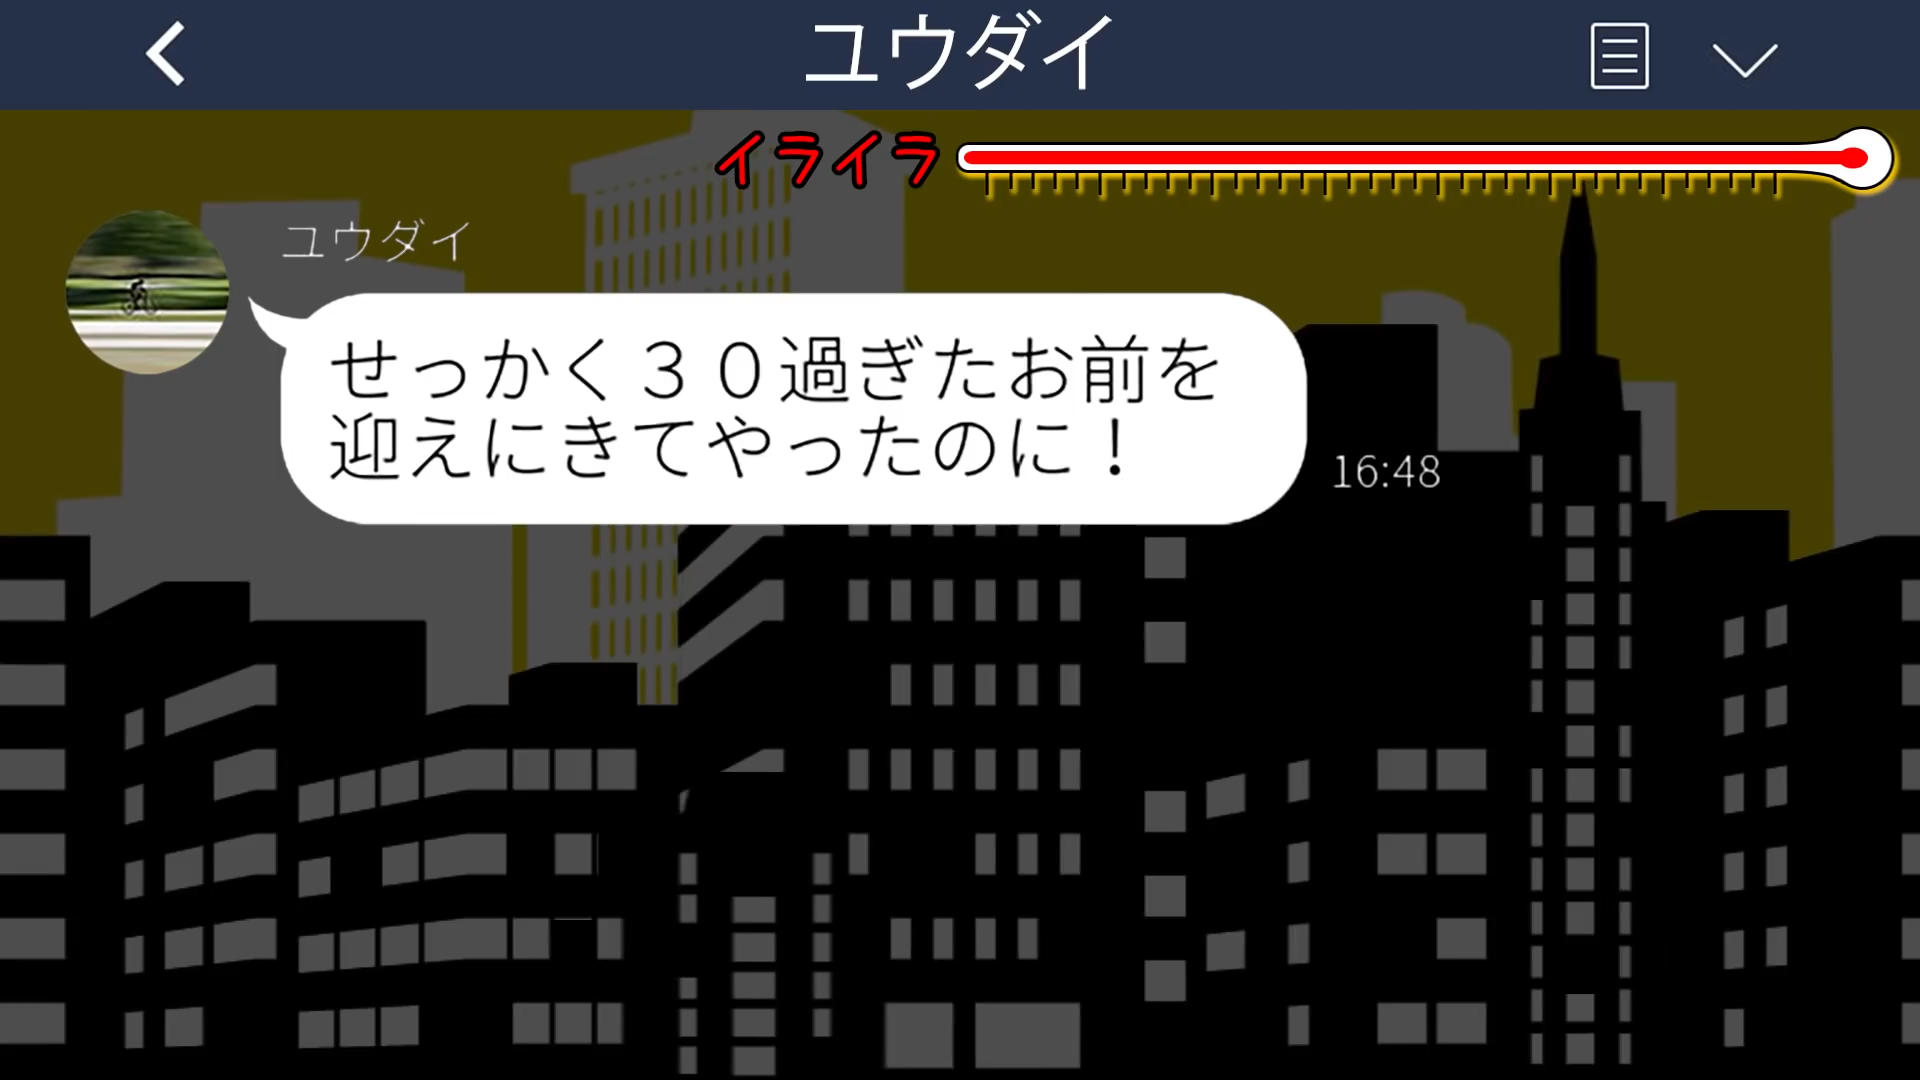 ユウダイ
イライラ
ユウダイ
せっかく３０過ぎたお前を
迎えにきてやったのに！
16:48